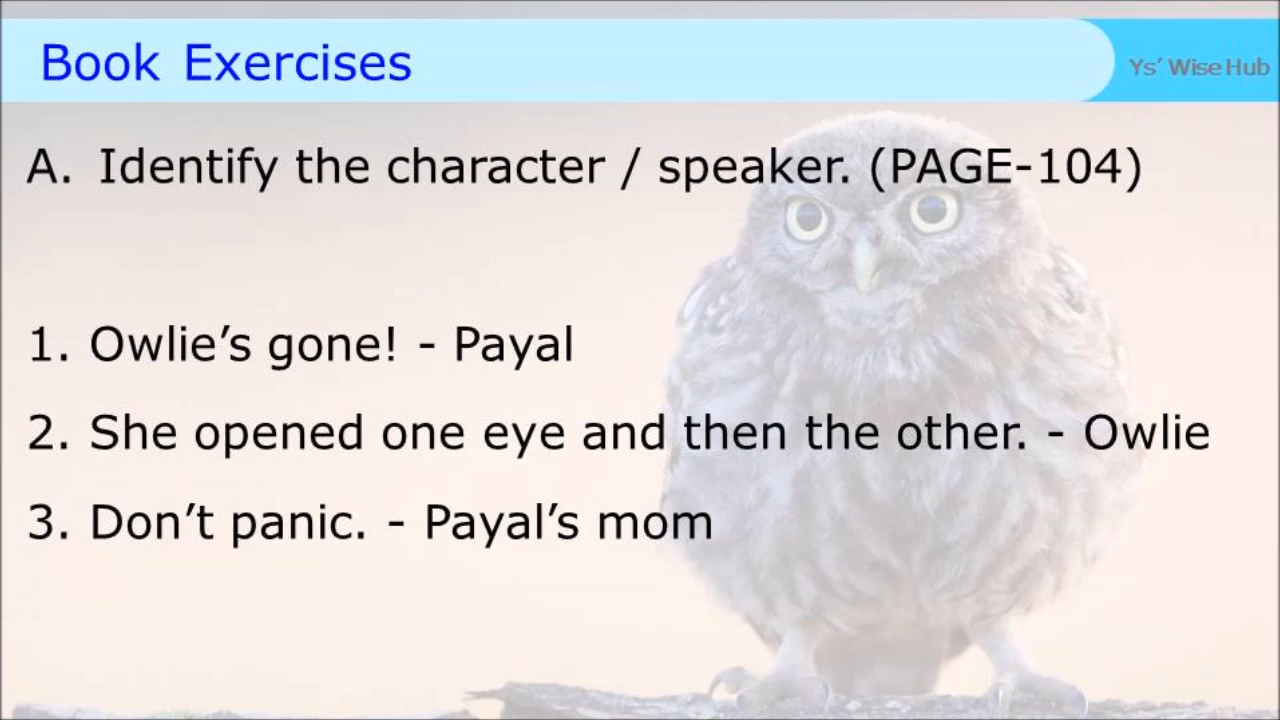 Book Exercises
Ys’ Wise Hub
A. Identify the character / speaker. (PAGE-104)
1. Owlie’s gone! - Payal
2. She opened one eye and then the other. - Owlie
3. Don’t panic. - Payal’s mom